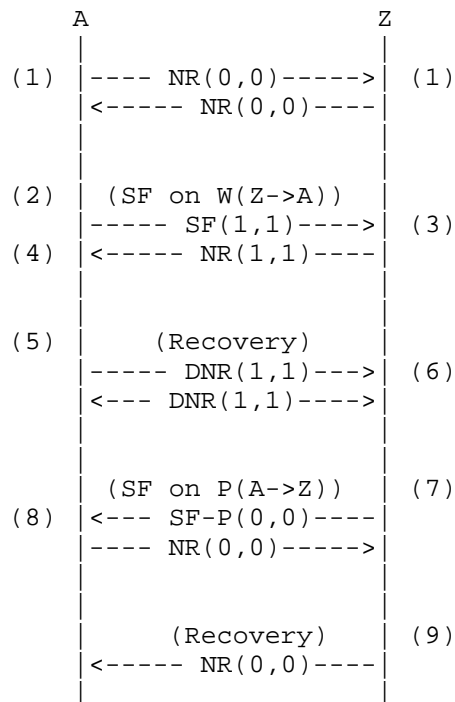 A Z
| |
(1) |---- NR(0,0)----->| (1)
|<----- NR(0,0)----|
| |
| |
(2) | (SF on W(Z->A)) |
|----- SF(1,1)---->| (3)
(4) |<----- NR(1,1)----|
| |
| |
(5) | (Recovery) |
|----- DNR(1,1)--->| (6)
|<--- DNR(1,1)---->|
| |
| |
| (SF on P(A->Z)) | (7)
(8) |<--- SF-P(0,0)----|
|---- NR(0,0)----->|
| |
| |
| (Recovery) | (9)
|<----- NR(0,0)----|
| |